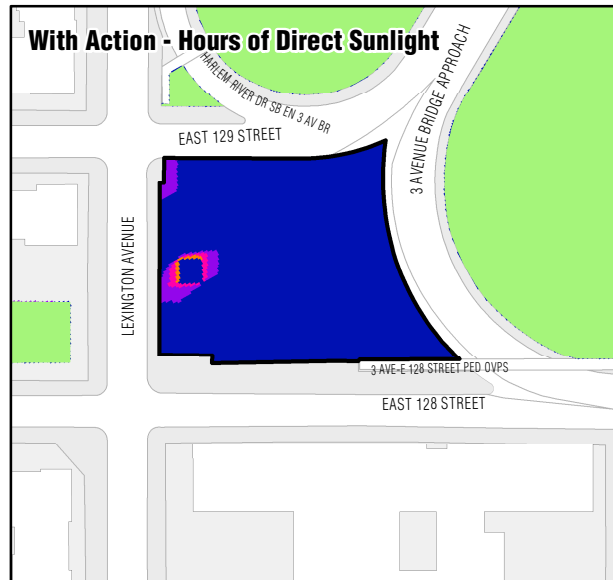 With Action - Hours of Direct Sunlight
HARLEM RIVER DR SB EN 3 AV BR
3 AVENUE BRIDGE APPROACH
EAST 129 STREET
LEXINGTON AVENUE
3 AVE-E 128 STREET PED OVPS
EAST 128 STREET